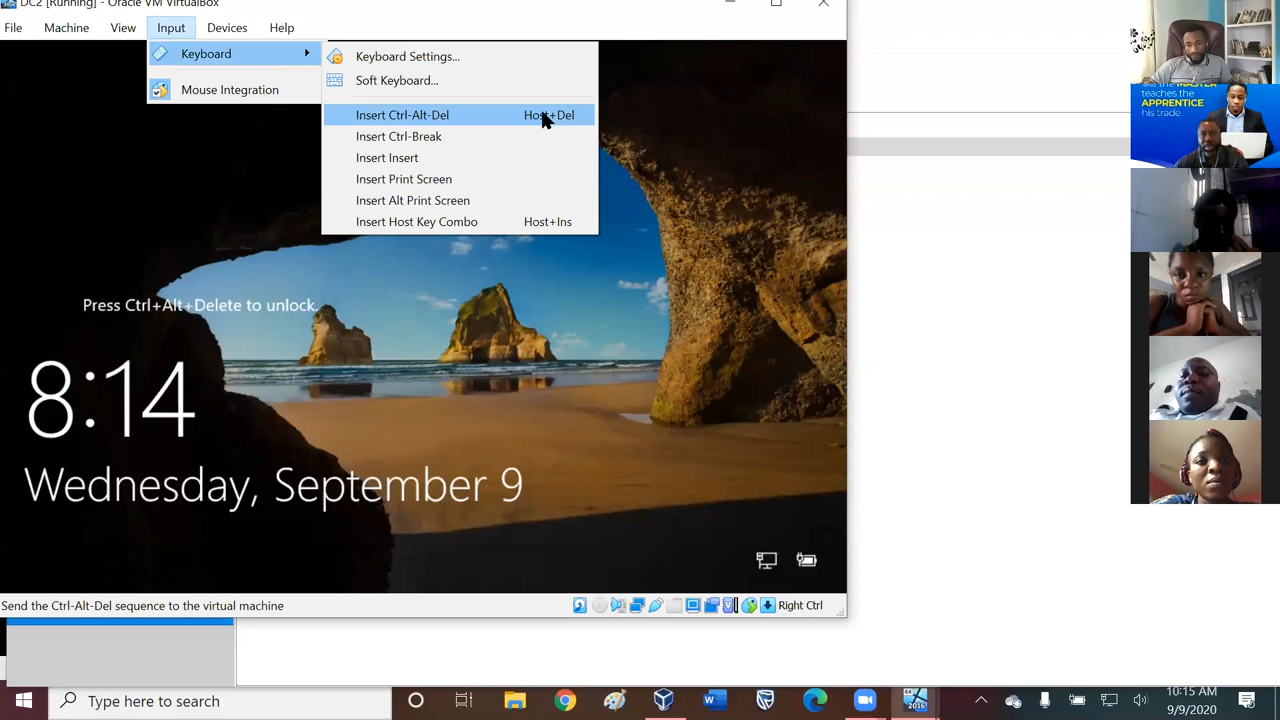 DC2 [Running] - Oracle VM VirtualBox
File Machine View Input Devices Help
Keyboard
Mouse Integration
Keyboard Settings...
Soft Keyboard...
Insert Ctrl-Alt-Del Host+Del
Insert Ctrl-Break
Insert Insert
Insert Print Screen
Insert Alt Print Screen
Insert Host Key Combo Host+Ins
Press Ctrl+Alt+Delete to unlock.
8:14
Wednesday, September 9
Send the Ctrl-Alt-Del sequence to the virtual machine
Right Ctrl
like the MASTER
teaches the
APPRENTICE
his trade
Type here to search
2016
10:15 AM
9/9/2020